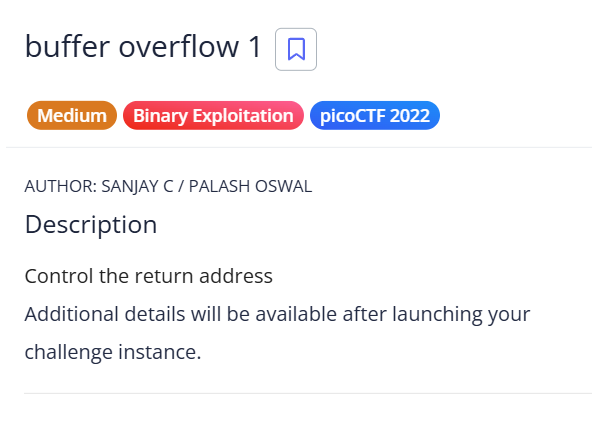 buffer overflow 1
Medium Binary Exploitation picoCTF 2022
AUTHOR: SANJAY C / PALASH OSWAL
Description
Control the return address
Additional details will be available after launching your
challenge instance.